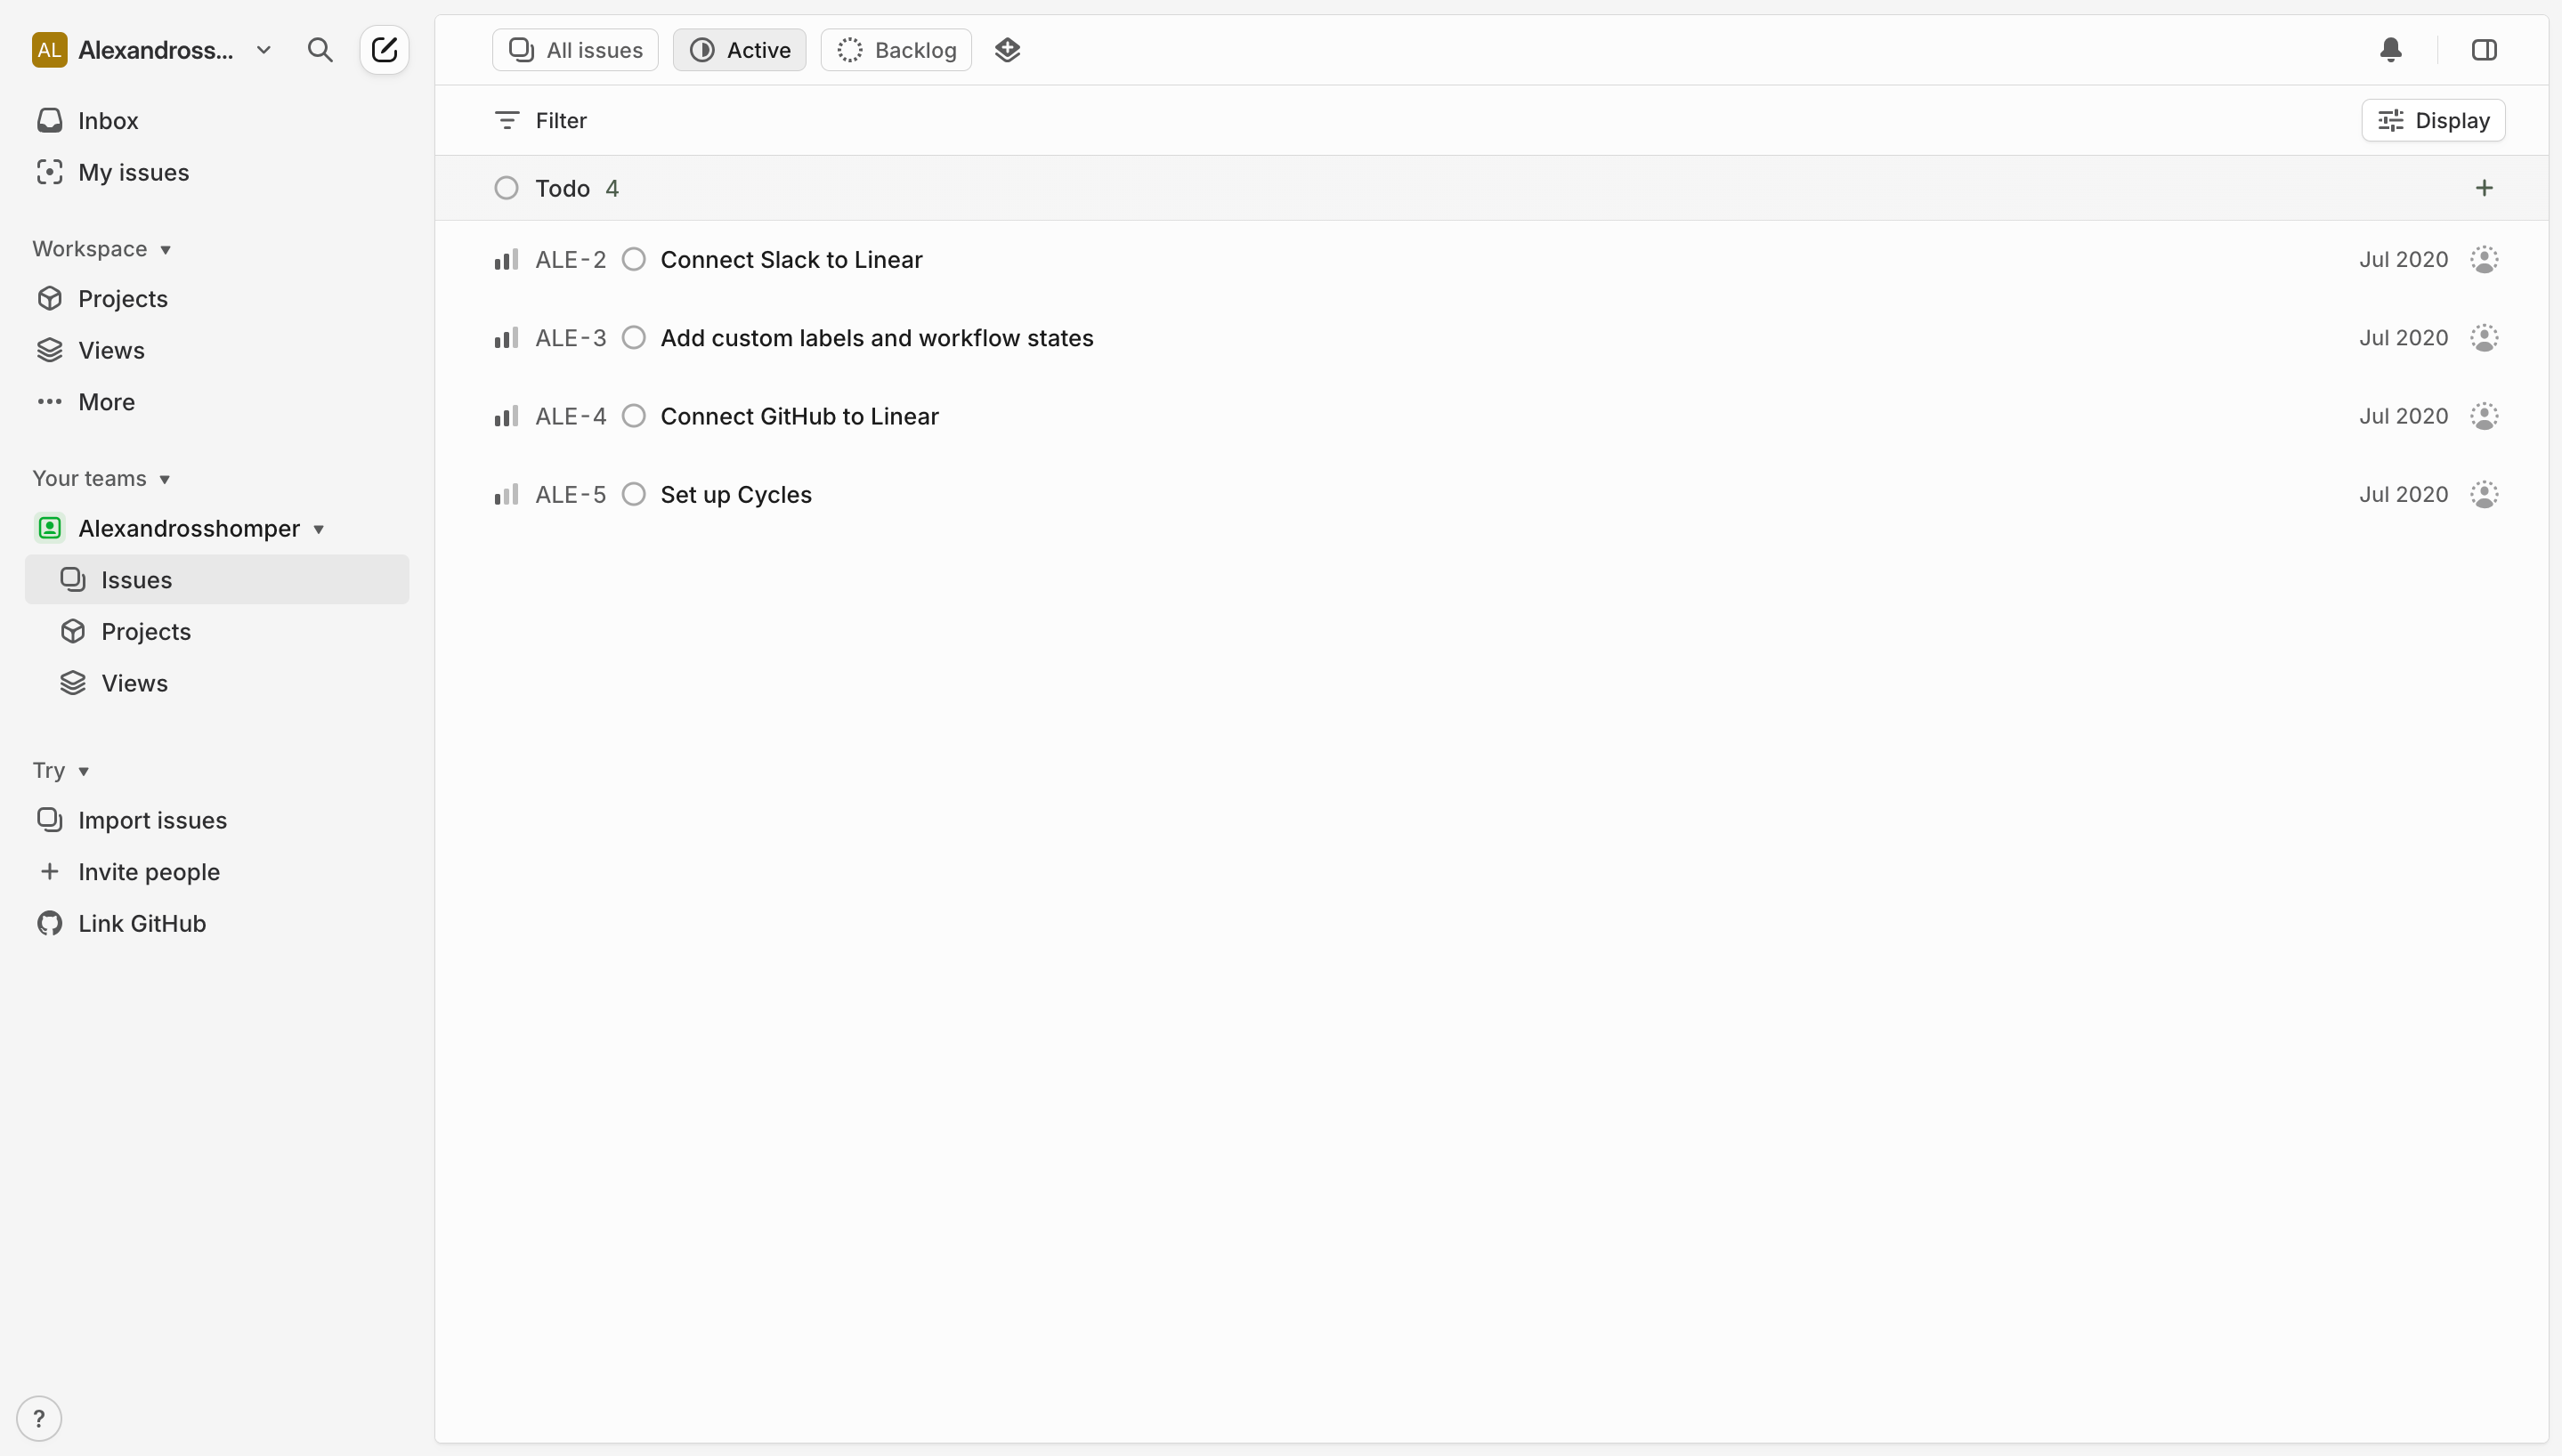 AL Alexandross...
Inbox
My issues
Workspace
Projects
Views
More
Your teams
Alexandrosshomper
Issues
Projects
Views
Try
Import issues
Invite people
Link GitHub
?
All issues Active Backlog
Filter Display
Todo 4
ALE-2 Connect Slack to Linear Jul 2020
ALE-3 Add custom labels and workflow states Jul 2020
ALE-4 Connect GitHub to Linear Jul 2020
ALE-5 Set up Cycles Jul 2020